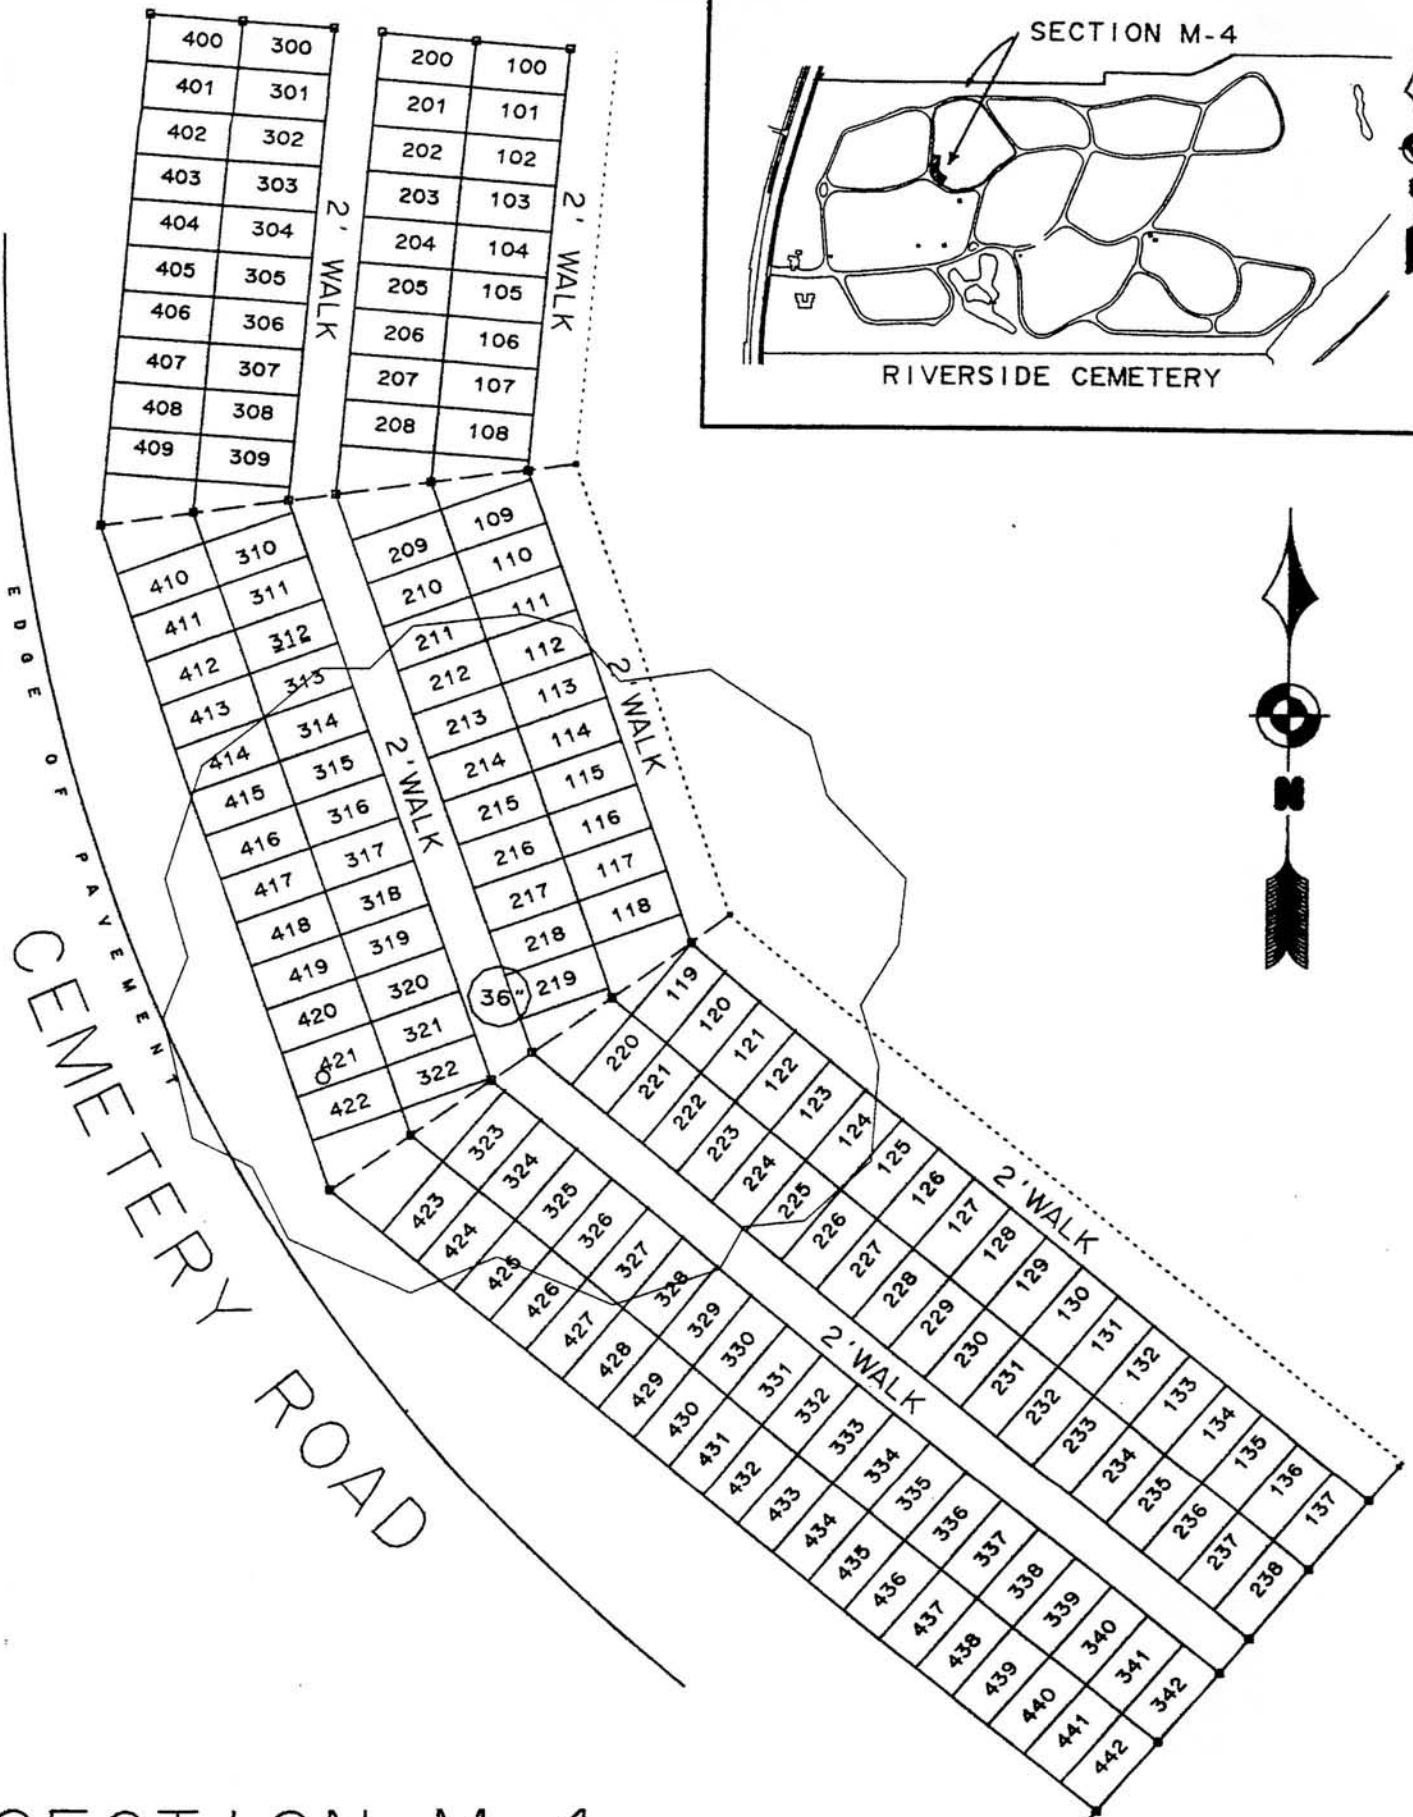 SECTION M-4
RIVERSIDE CEMETERY
400 300 200 100
401 301 201 101
402 302 202 102
403 303 203 103
404 304 204 104
405 305 205 105
406 306 206 106
407 307 207 107
408 308 208 108
409 309
2' WALK
2' WALK
209 109
410 310 210 110
411 311 211 111
412 312 212 112
413 313 213 113
414 314 214 114
415 315 215 115
416 316 216 116
417 317 217 117
418 318 218 118
419 319 219
420 320
421 321
422 322
2' WALK
2' WALK
36"
N
119 120 121 122 123 124 125 126 127 128 129 130 131 132 133 134 135 136 137
220 221 222 223 224 225 226 227 228 229 230 231 232 233 234 235 236 237 238
2' WALK
2' WALK
323 324 325 326 327 328 329 330 331 332 333 334 335 336 337 338 339 340 341 342
423 424 425 426 427 428 429 430 431 432 433 434 435 436 437 438 439 440 441 442
EDGE OF PAVEMENT
CEMETERY ROAD
SECTION M-4